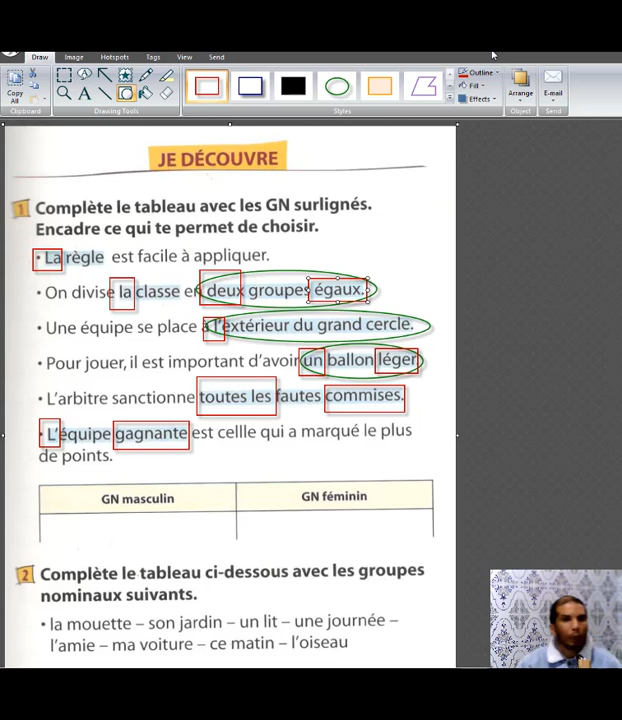 Draw Image Hotspots Tags Varia View Send
Copy
All
Outline
Fill
Effects
Arrange
E-mail
Clipboard Drawing Tools Styles Object Send
JE DÉCOUVRE
1 Complète le tableau avec les GN surlignés.
Encadre ce qui te permet de choisir.
• La règle est facile à appliquer.
• On divise la classe en deux groupes égaux.
• Une équipe se place à l'extérieur du grand cercle.
• Pour jouer, il est important d'avoir un ballon léger
• L'arbitre sanctionne toutes les fautes commises.
• L'équipe gagnante est cellle qui a marqué le plus
de points.
GN masculin GN féminin
2 Complète le tableau ci-dessous avec les groupes
nominaux suivants.
• la mouette – son jardin – un lit – une journée –
l'amie – ma voiture – ce matin – l'oiseau